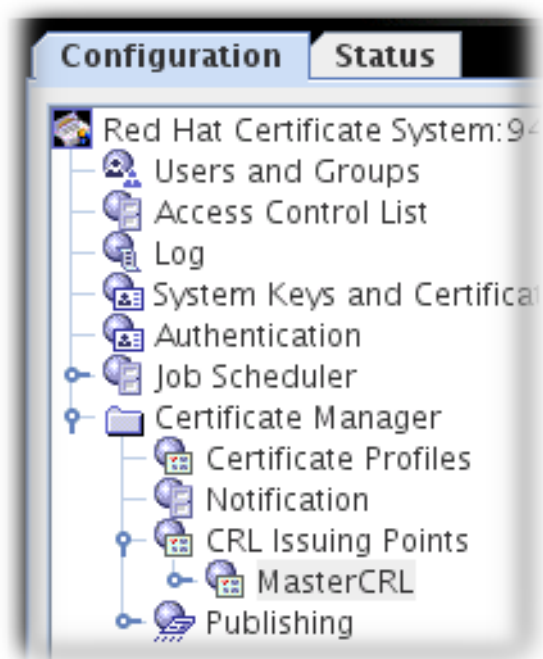 Configuration Status
Red Hat Certificate System:94
Users and Groups
Access Control List
Log
System Keys and Certificat
Authentication
Job Scheduler
Certificate Manager
Certificate Profiles
Notification
CRL Issuing Points
MasterCRL
Publishing